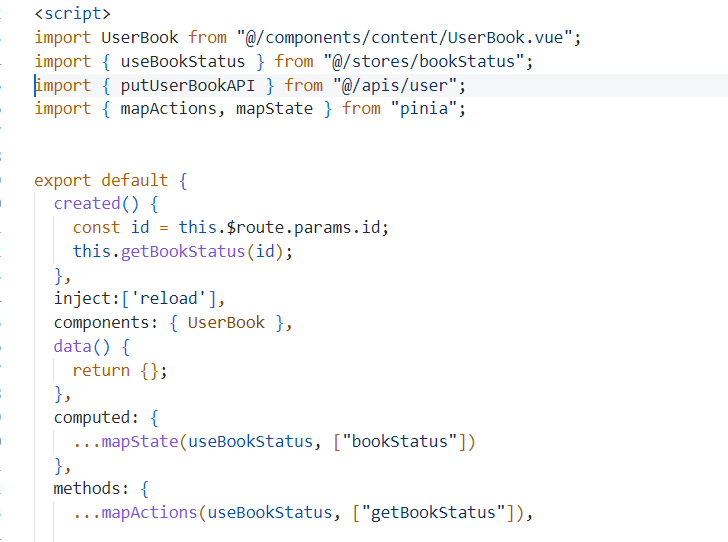 <script>
import UserBook from "@/components/content/UserBook.vue";
import { useBookStatus } from "@/stores/bookStatus";
import { putUserBookAPI } from "@/apis/user";
import { mapActions, mapState } from "pinia";
export default {
created() {
const id = this.$route.params.id;
this.getBookStatus(id);
},
inject:['reload'],
components: { UserBook },
data() {
return {};
},
computed: {
...mapState(useBookStatus, ["bookStatus"])
},
methods: {
...mapActions(useBookStatus, ["getBookStatus"]),